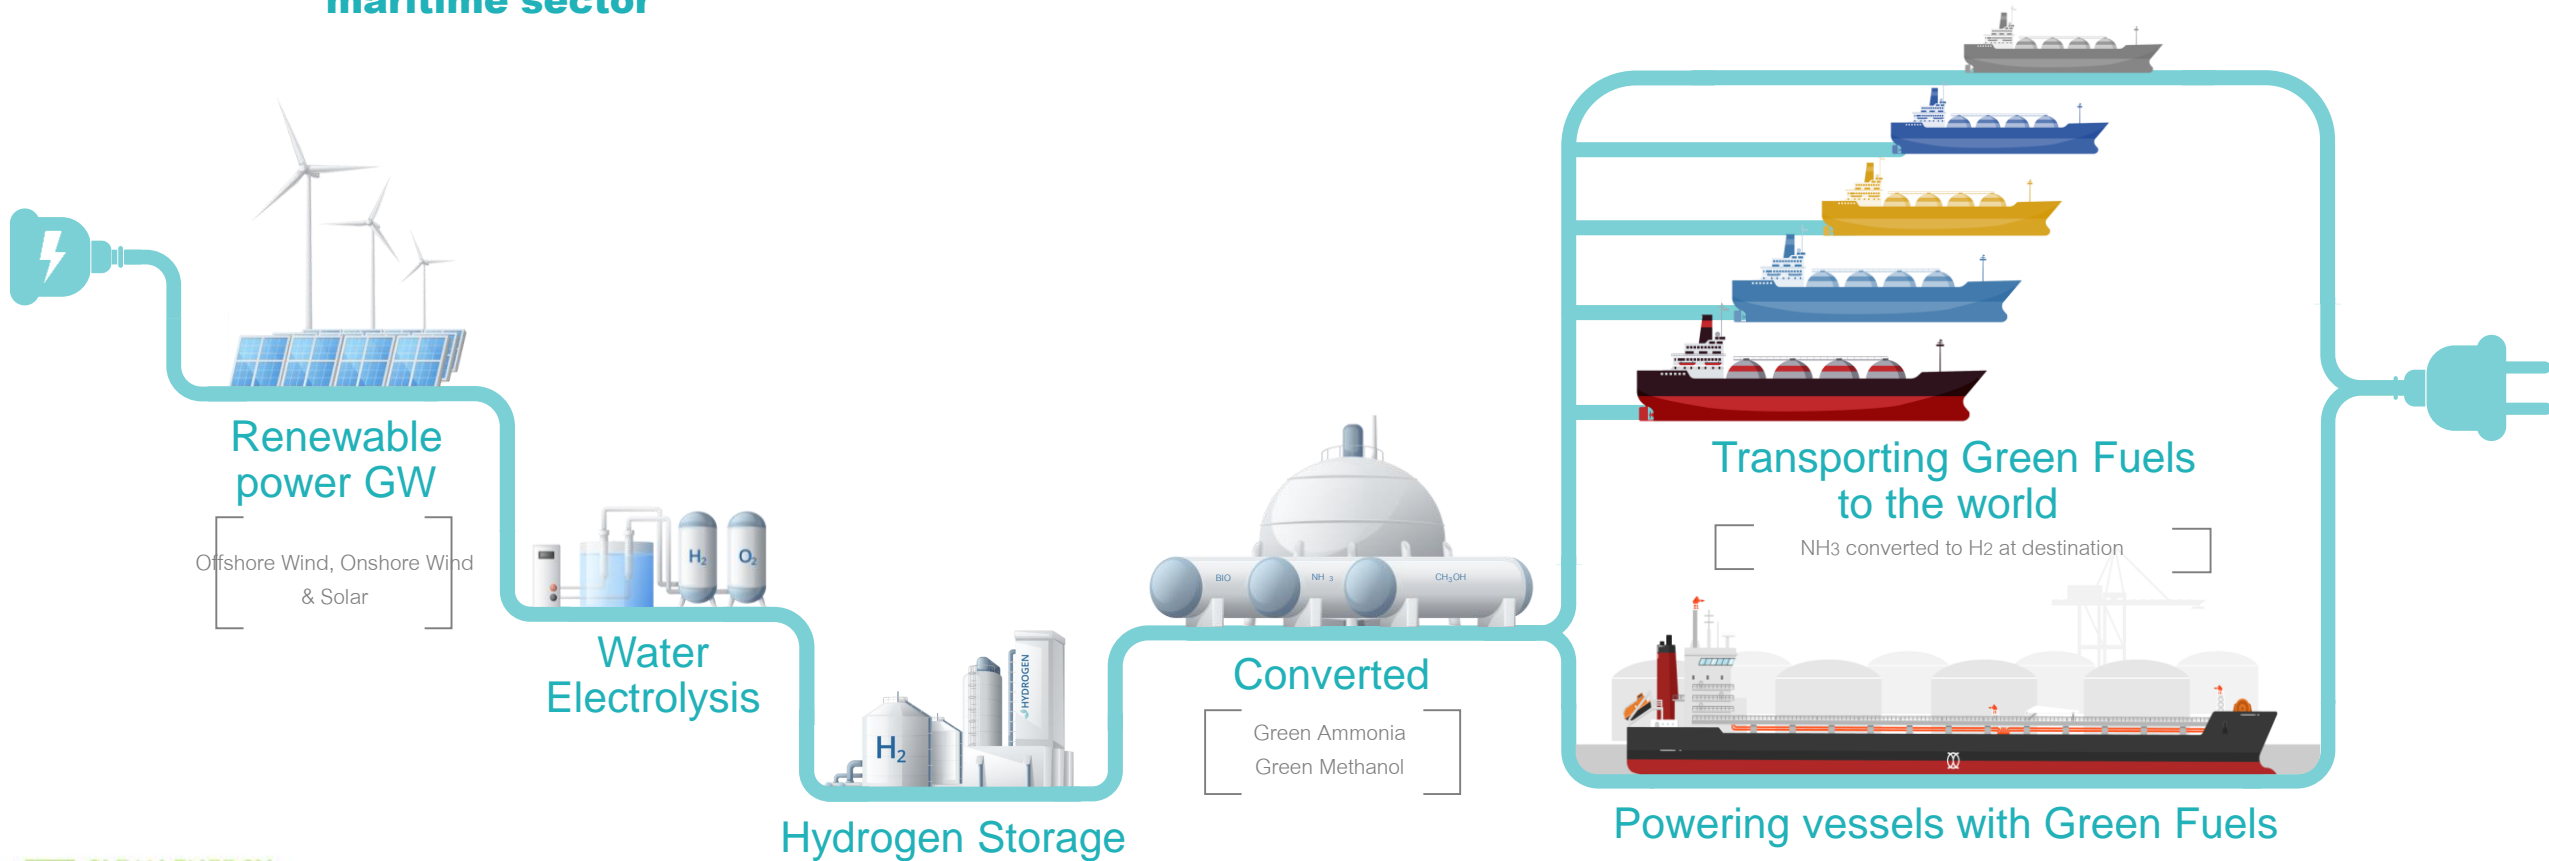 maritime sector
Renewable
power GW
Offshore Wind, Onshore Wind
& Solar
H2
O2
Water
Electrolysis
H2
HYDROGEN
Hydrogen Storage
BIO
NH 3
CH3OH
Converted
Green Ammonia
Green Methanol
Transporting Green Fuels
to the world
NH3 converted to H2 at destination
Powering vessels with Green Fuels